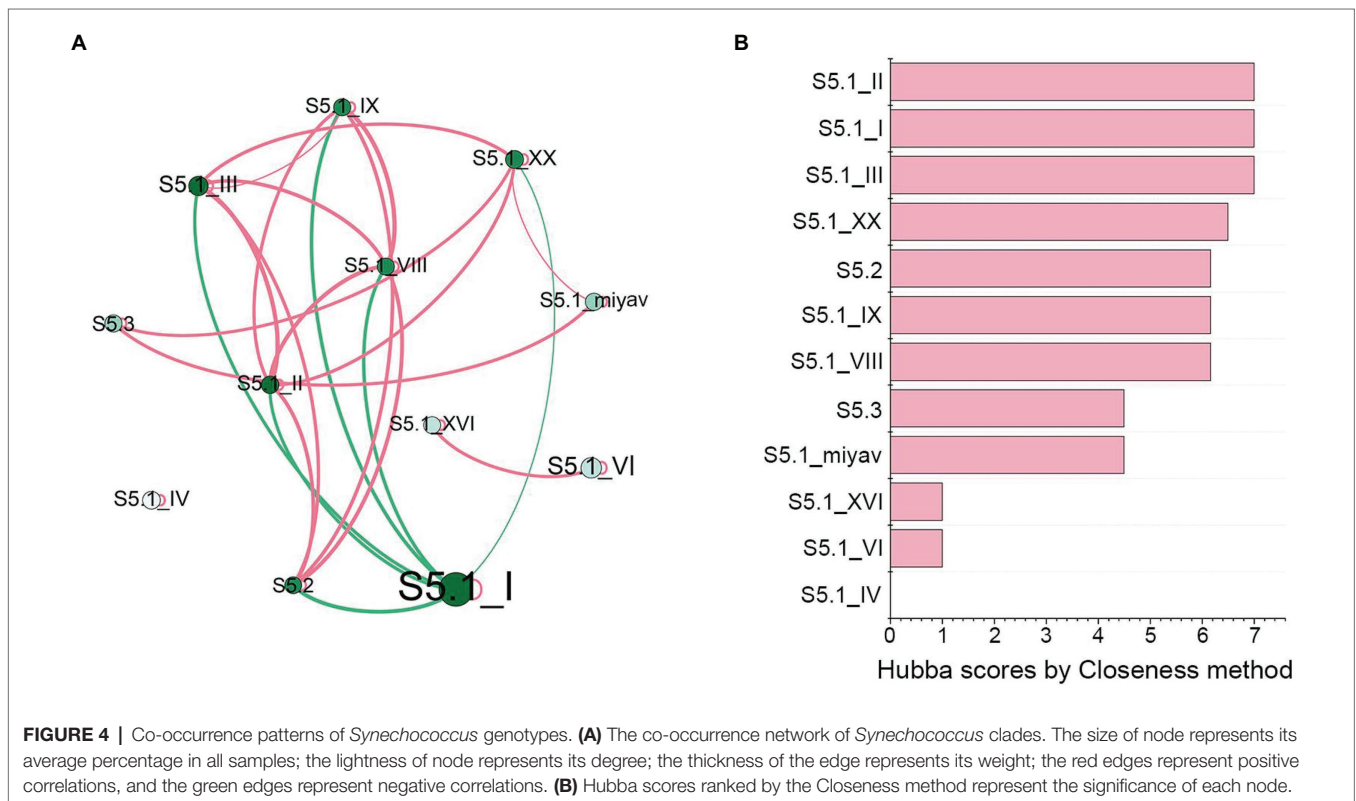 A
B
S5.1_IX
S5.1_XX
S5.1_III
S5.1_VIII
S5.1_miyav
S5.3
S5.1_II
S5.1_XVI
S5.1_VI
S5.1_IV
S5.2
S5.1_I
S5.1_II
S5.1_I
S5.1_III
S5.1_XX
S5.2
S5.1_IX
S5.1_VIII
S5.3
S5.1_miyav
S5.1_XVI
S5.1_VI
S5.1_IV
0 1 2 3 4 5 6 7
Hubba scores by Closeness method
FIGURE 4 | Co-occurrence patterns of Synechococcus genotypes. (A) The co-occurrence network of Synechococcus clades. The size of node represents its
average percentage in all samples; the lightness of node represents its degree; the thickness of the edge represents its weight; the red edges represent positive
correlations, and the green edges represent negative correlations. (B) Hubba scores ranked by the Closeness method represent the significance of each node.